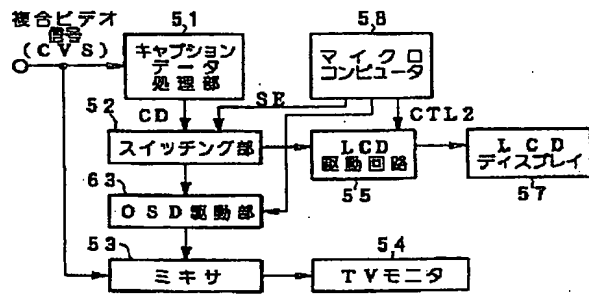 複合ビデオ
信号
(CVS)
51
キャプション
データ
処理部
58
マイクロ
コンピュータ
SE
CD
CTL2
52
スイッチング部
LCD
駆動回路
55
LCD
ディスプレイ
57
63
OSD駆動部
53
ミキサ
54
TVモニタ